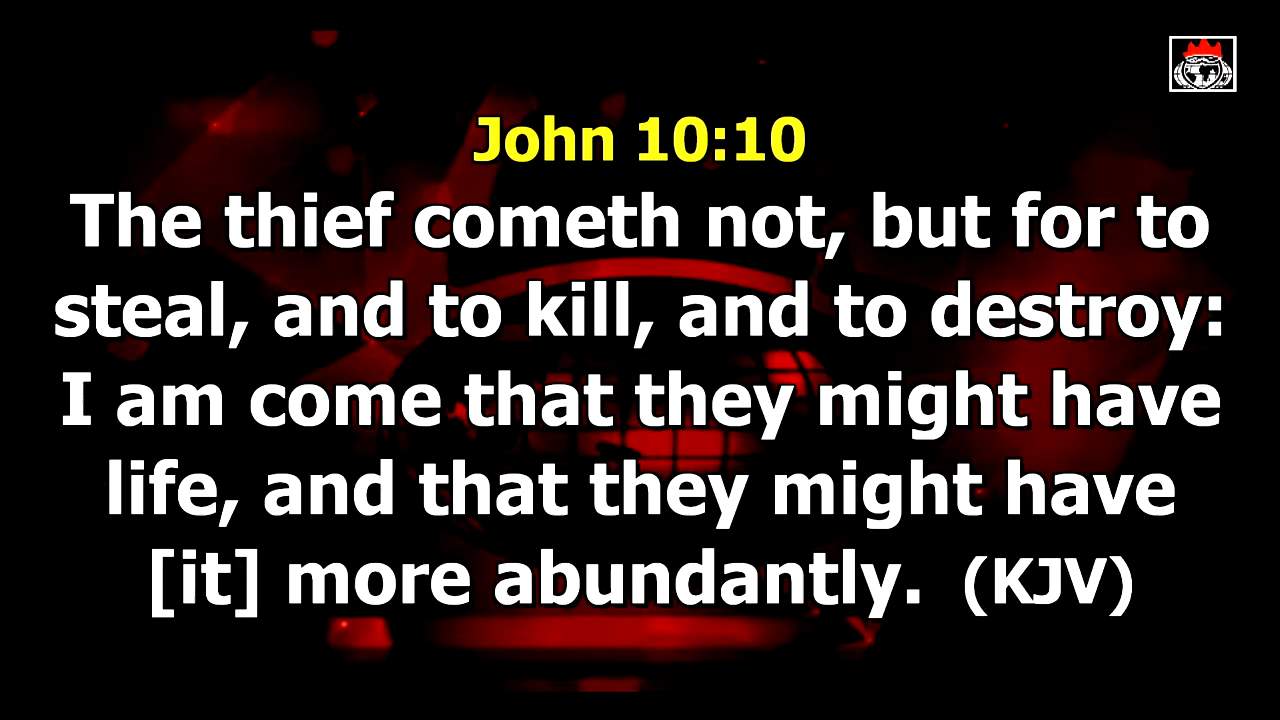 John 10:10
The thief cometh not, but for to
steal, and to kill, and to destroy:
I am come that they might have
life, and that they might have
[it] more abundantly. (KJV)